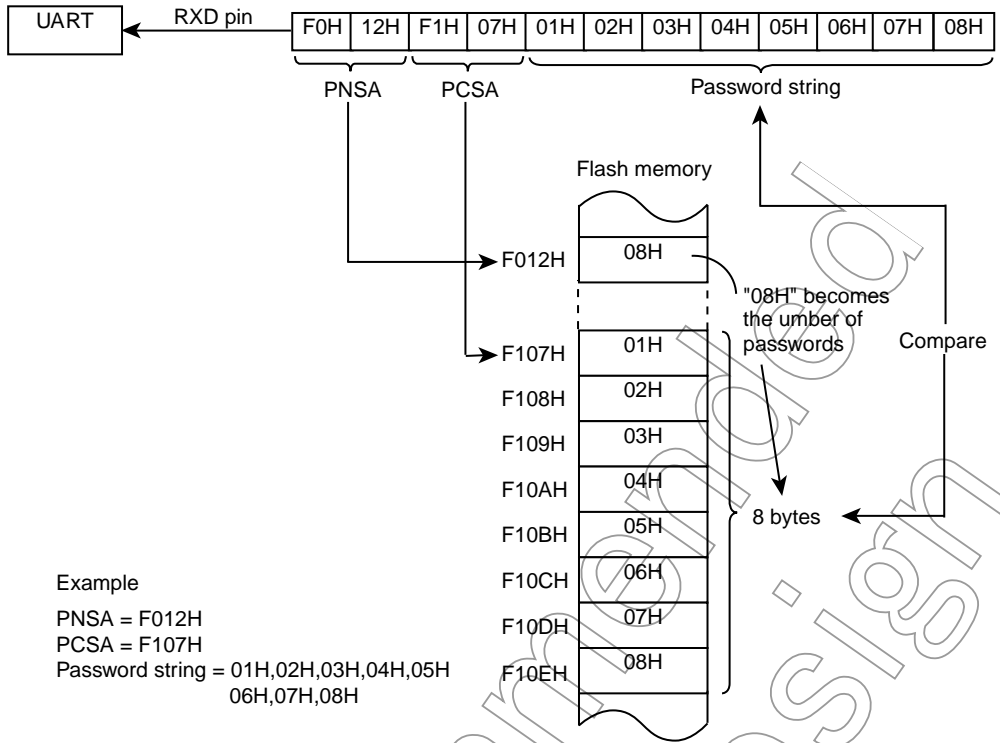 UART
RXD pin
F0H 12H F1H 07H 01H 02H 03H 04H 05H 06H 07H 08H
PNSA PCSA Password string
Flash memory
F012H 08H
"08H" becomes
the umber of
passwords
Compare
F107H 01H
F108H 02H
F109H 03H
F10AH 04H
F10BH 05H
8 bytes
F10CH 06H
F10DH 07H
F10EH 08H
Example
PNSA = F012H
PCSA = F107H
Password string = 01H,02H,03H,04H,05H
06H,07H,08H